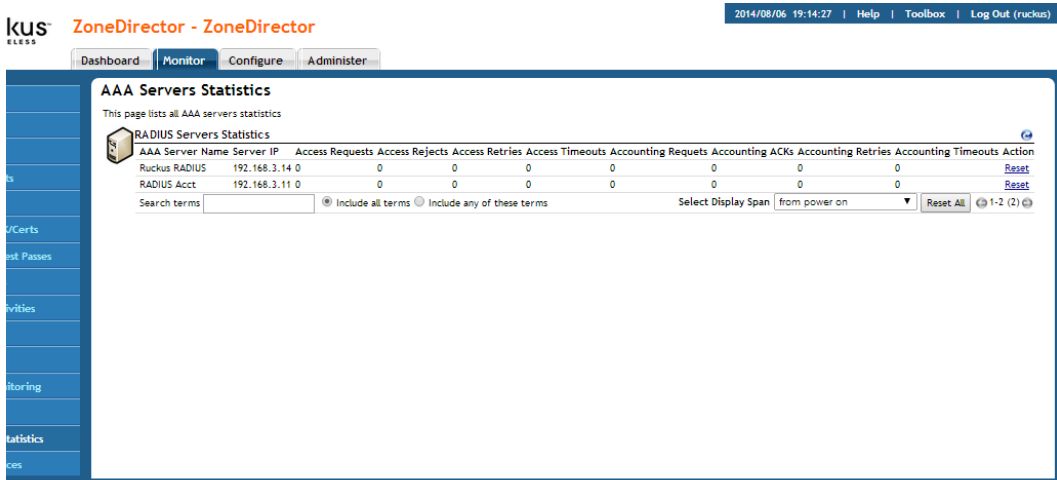 2014/08/06 19:14:27 | Help | Toolbox | Log Out (ruckus)
kus ZoneDirector - ZoneDirector
ELESS
Dashboard Monitor Configure Administer
AAA Servers Statistics
This page lists all AAA servers statistics
RADIUS Servers Statistics
AAA Server Name Server IP Access Requests Access Rejects Access Retries Access Timeouts Accounting Requets Accounting ACKs Accounting Retries Accounting Timeouts Action
Ruckus RADIUS 192.168.3.14 0 0 0 0 0 0 0 0 Reset
RADIUS Acct 192.168.3.11 0 0 0 0 0 0 0 0 Reset
Search terms Include all terms Include any of these terms Select Display Span from power on Reset All 1-2 (2)
ts
/Certs
est Passes
ivities
itoring
tatistics
ces